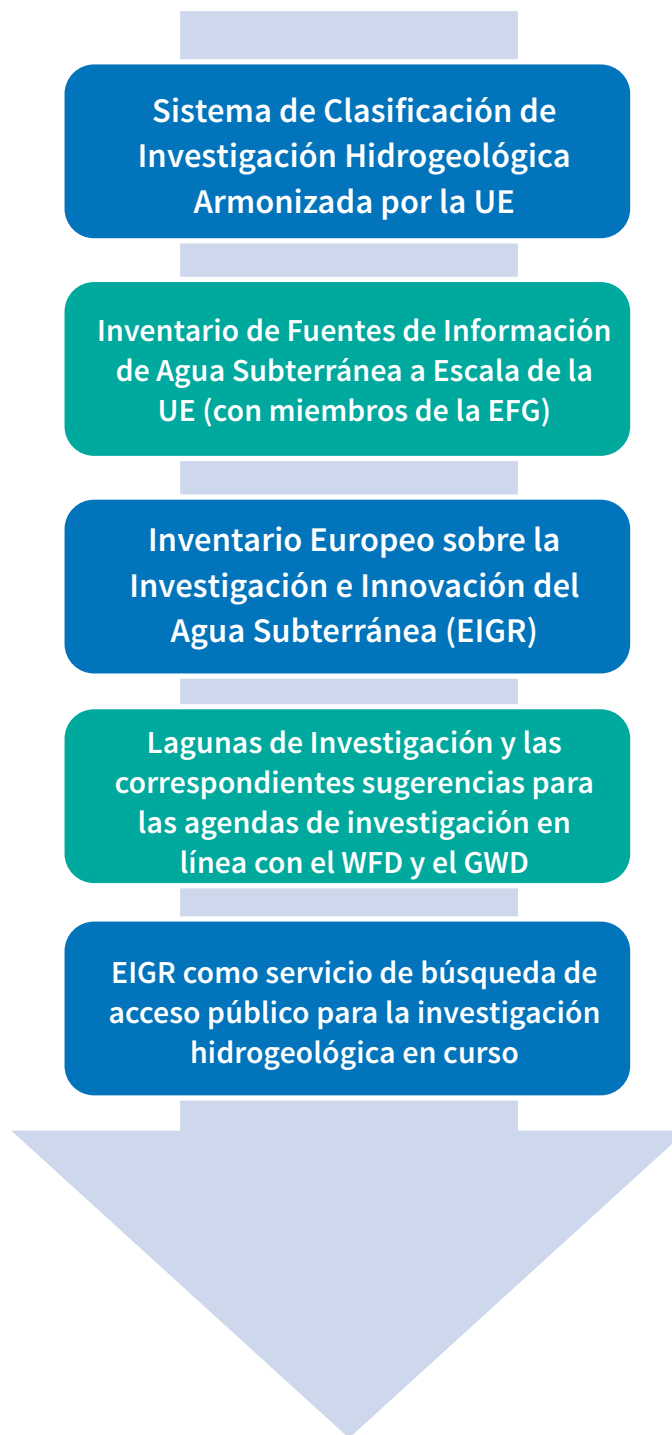 Sistema de Clasificación de
Investigación Hidrogeológica
Armonizada por la UE
Inventario de Fuentes de Información
de Agua Subterránea a Escala de la
UE (con miembros de la EFG)
Inventario Europeo sobre la
Investigación e Innovación del
Agua Subterránea (EIGR)
Lagunas de Investigación y las
correspondientes sugerencias para
las agendas de investigación en
línea con el WFD y el GWD
EIGR como servicio de búsqueda de
acceso público para la investigación
hidrogeológica en curso